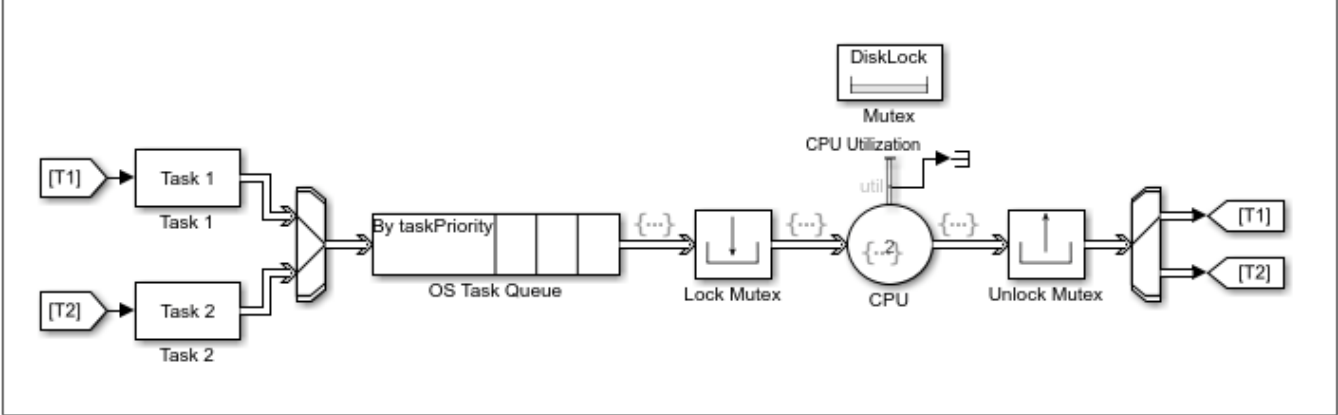 DiskLock
Mutex
CPU Utilization
[T1]
Task 1
Task 1
util
[T1]
By taskPriority
{...}
{...}
{...}
2
{...}
OS Task Queue
Lock Mutex
CPU
Unlock Mutex
[T2]
[T2]
Task 2
Task 2